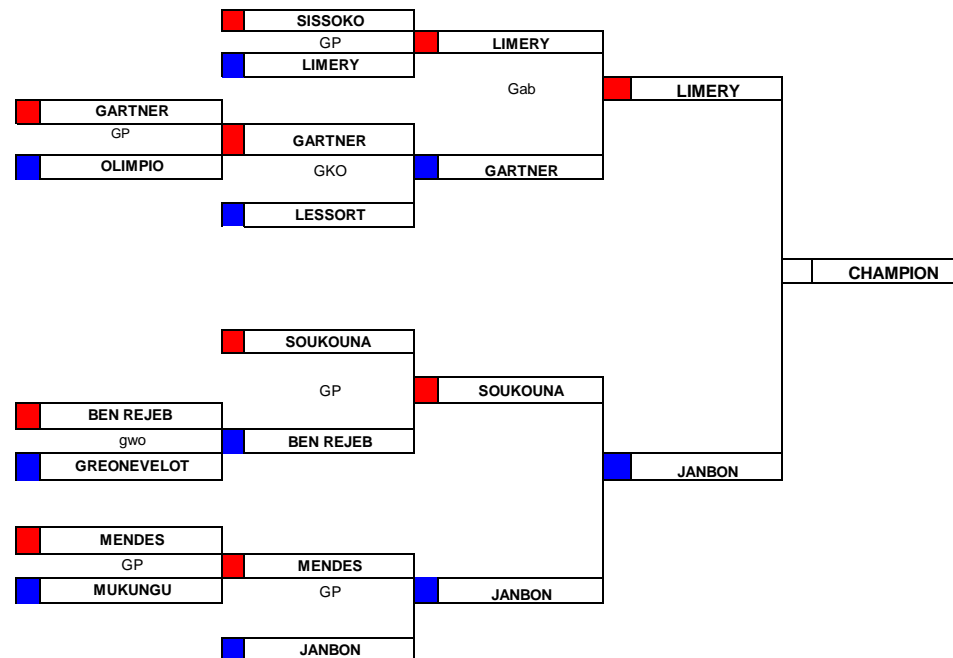 SISSOKO
GP
LIMERY
LIMERY
Gab
LIMERY
GARTNER
GP
GARTNER
OLIMPIO
GKO
GARTNER
LESSORT
CHAMPION
SOUKOUNA
GP
SOUKOUNA
BEN REJEB
gwo
BEN REJEB
GREONEVELOT
JANBON
MENDES
GP
MENDES
MUKUNGU
GP
JANBON
JANBON